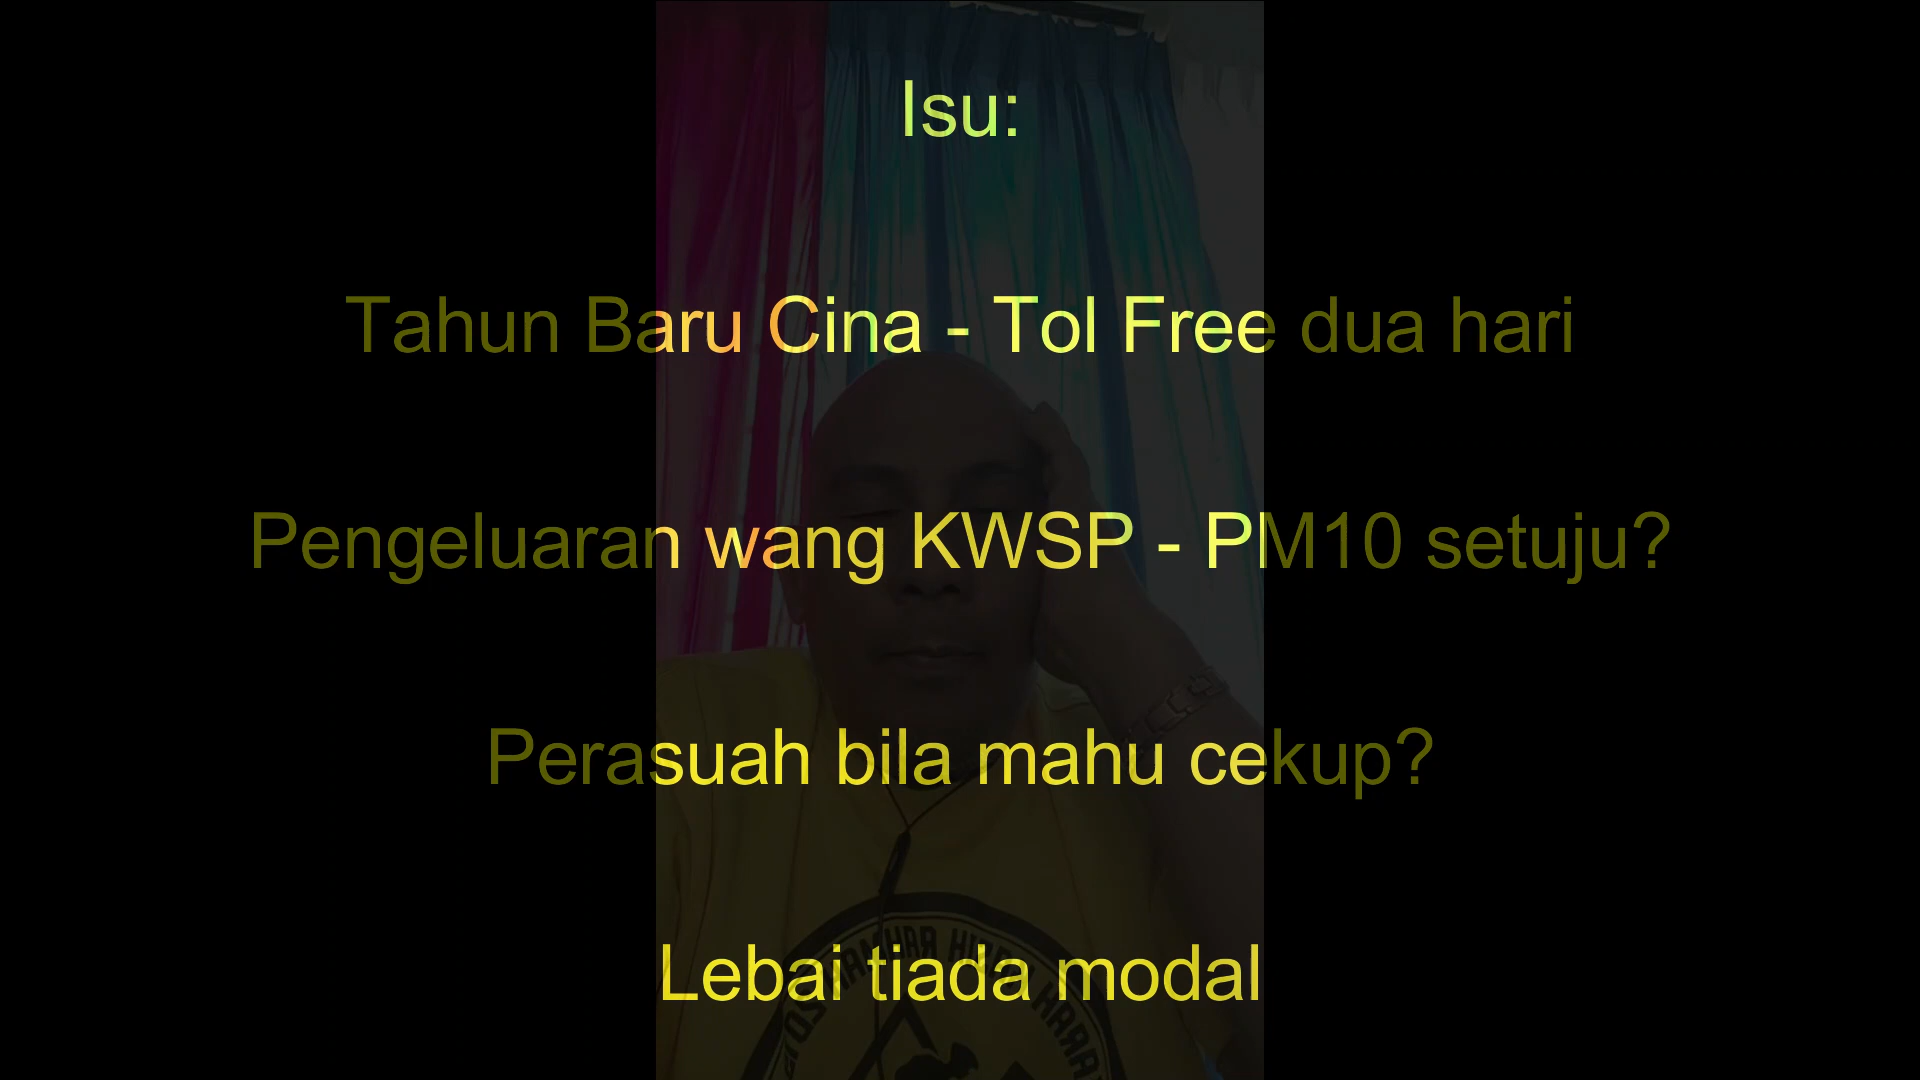 Isu:
Tahun Baru Cina - Tol Free dua hari
Pengeluaran wang KWSP - PM10 setuju?
Perasuah bila mahu cekup?
Lebai tiada modal